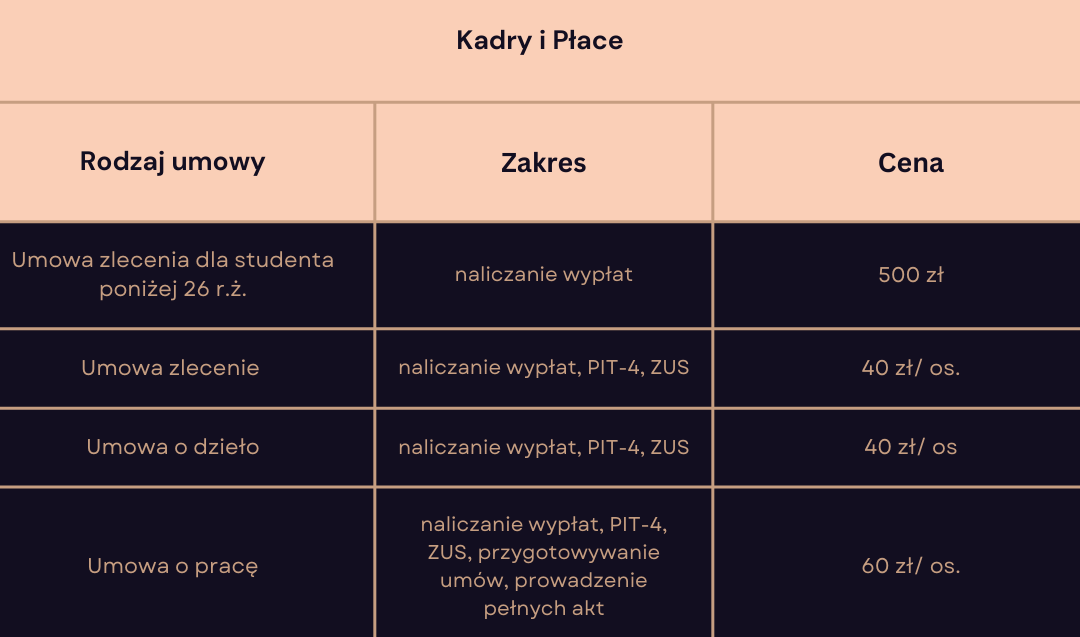 Kadry i Płace
Rodzaj umowy
Zakres
Cena
Umowa zlecenia dla studenta
poniżej 26 r.ż.
naliczanie wypłat
500 zł
Umowa zlecenie
naliczanie wypłat, PIT-4, ZUS
40 zł/ os.
Umowa o dzieło
naliczanie wypłat, PIT-4, ZUS
40 zł/ os
Umowa o pracę
naliczanie wypłat, PIT-4,
ZUS, przygotowywanie
umów, prowadzenie
pełnych akt
60 zł/ os.